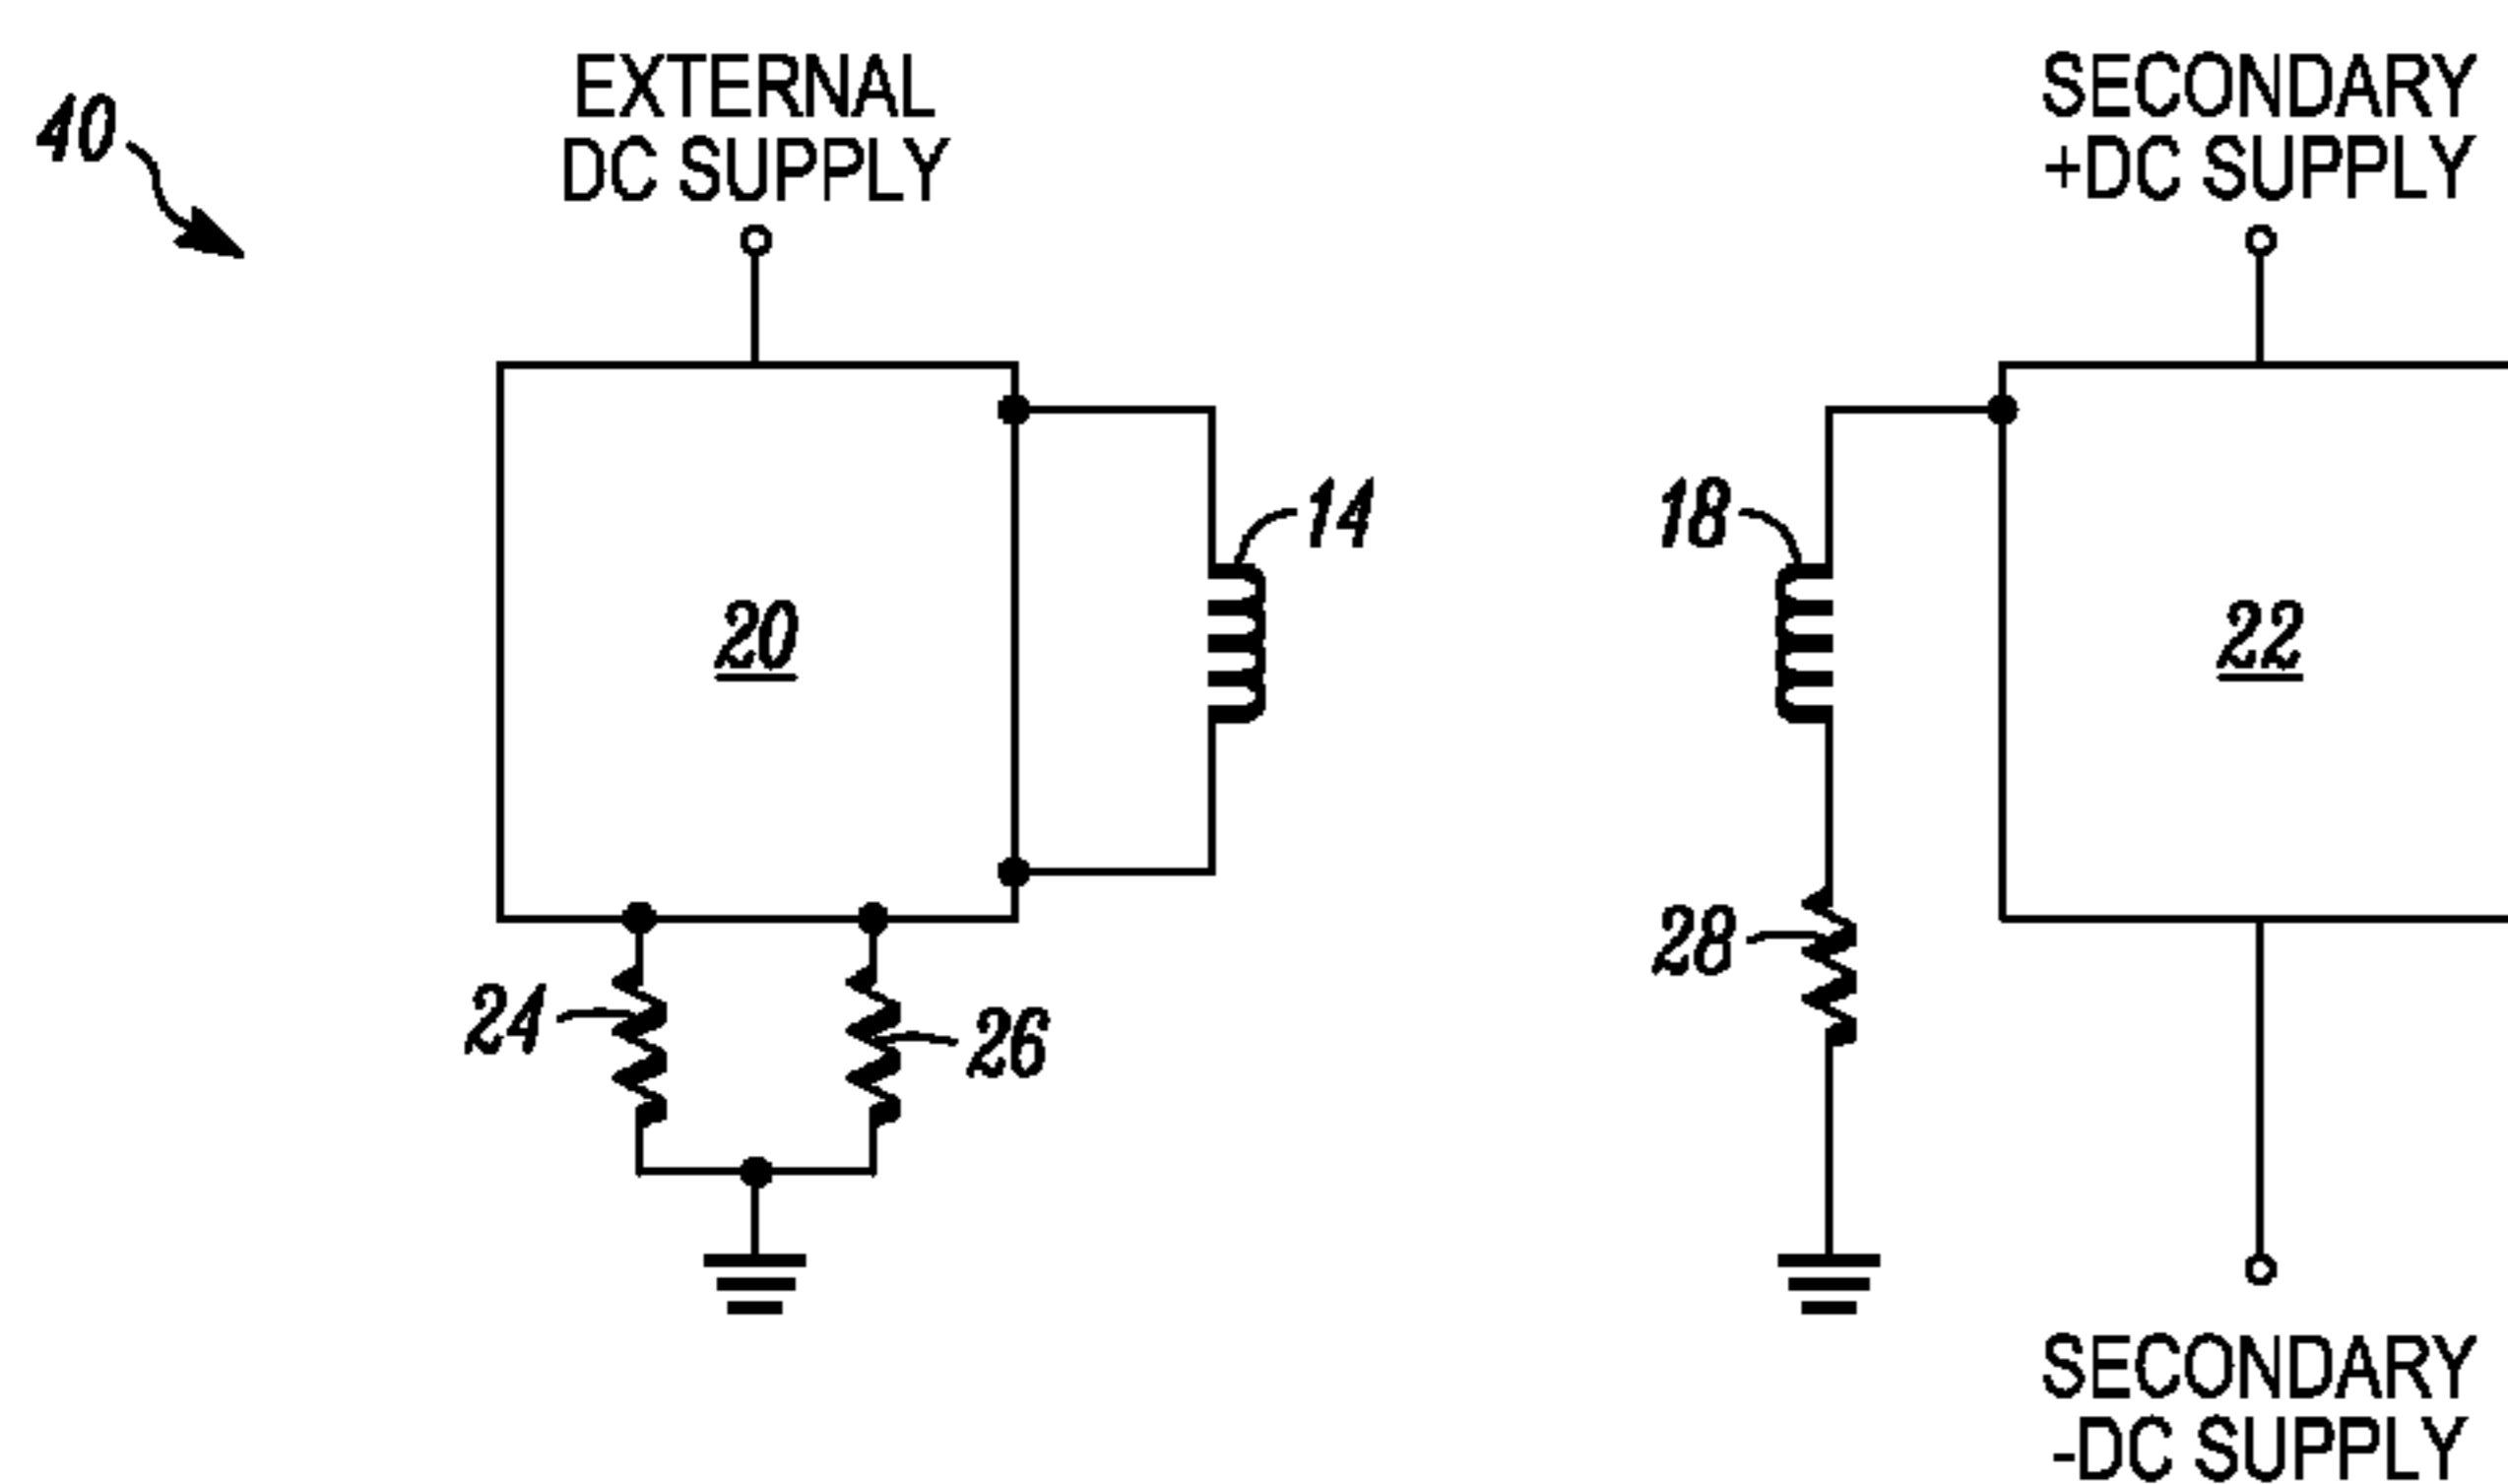 40
EXTERNAL
DC SUPPLY
SECONDARY
+DC SUPPLY
14
18
20
22
28
24
26
SECONDARY
-DC SUPPLY